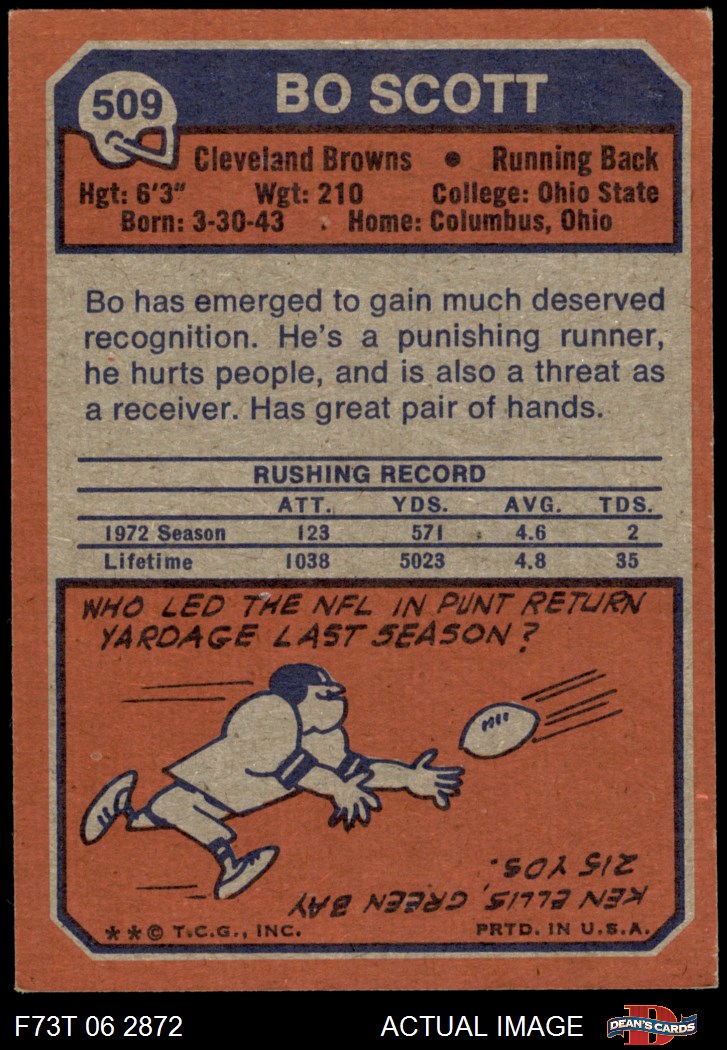 509
BO SCOTT
Cleveland Browns • Running Back
Hgt: 6'3" Wgt: 210 College: Ohio State
Born: 3-30-43 Home: Columbus, Ohio
Bo has emerged to gain much deserved
recognition. He's a punishing runner,
he hurts people, and is also a threat as
a receiver. Has great pair of hands.
RUSHING RECORD
ATT. YDS. AVG. TDS.
1972 Season 123 571 4.6 2
Lifetime 1038 5023 4.8 35
WHO LED THE NFL IN PUNT RETURN
YARDAGE LAST SEASON?
KEN ELLIS, GREEN BAY
215 YDS.
**© T.C.G., INC. PRTD. IN U.S.A.
F73T 06 2872 ACTUAL IMAGE D DEAN'S CARDS